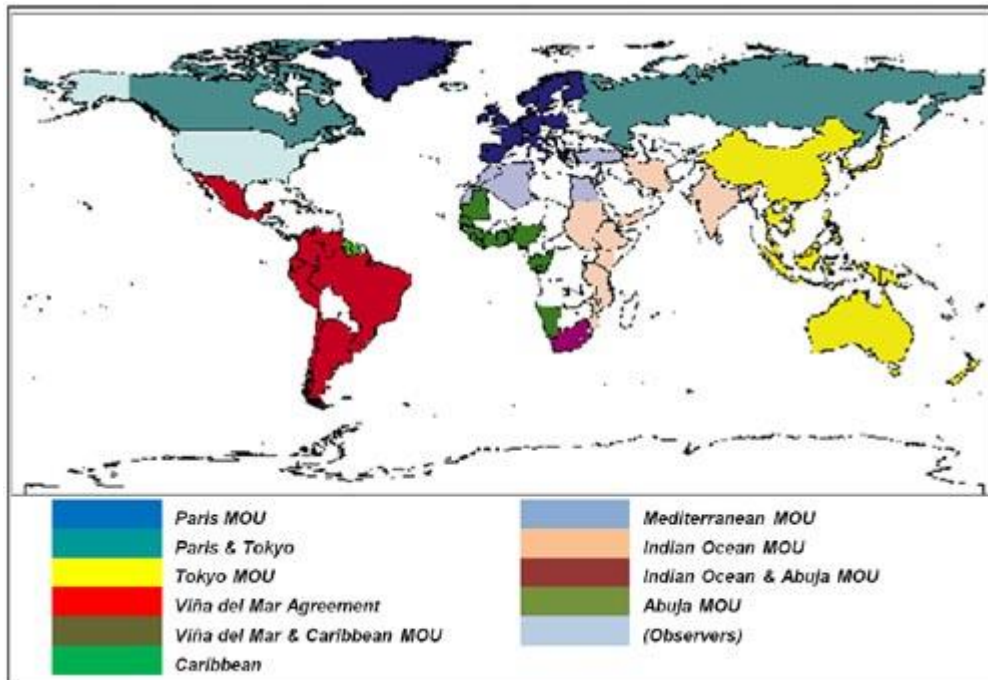 Paris MOU
Paris & Tokyo
Tokyo MOU
Viña del Mar Agreement
Viña del Mar & Caribbean MOU
Caribbean
Mediterranean MOU
Indian Ocean MOU
Indian Ocean & Abuja MOU
Abuja MOU
(Observers)